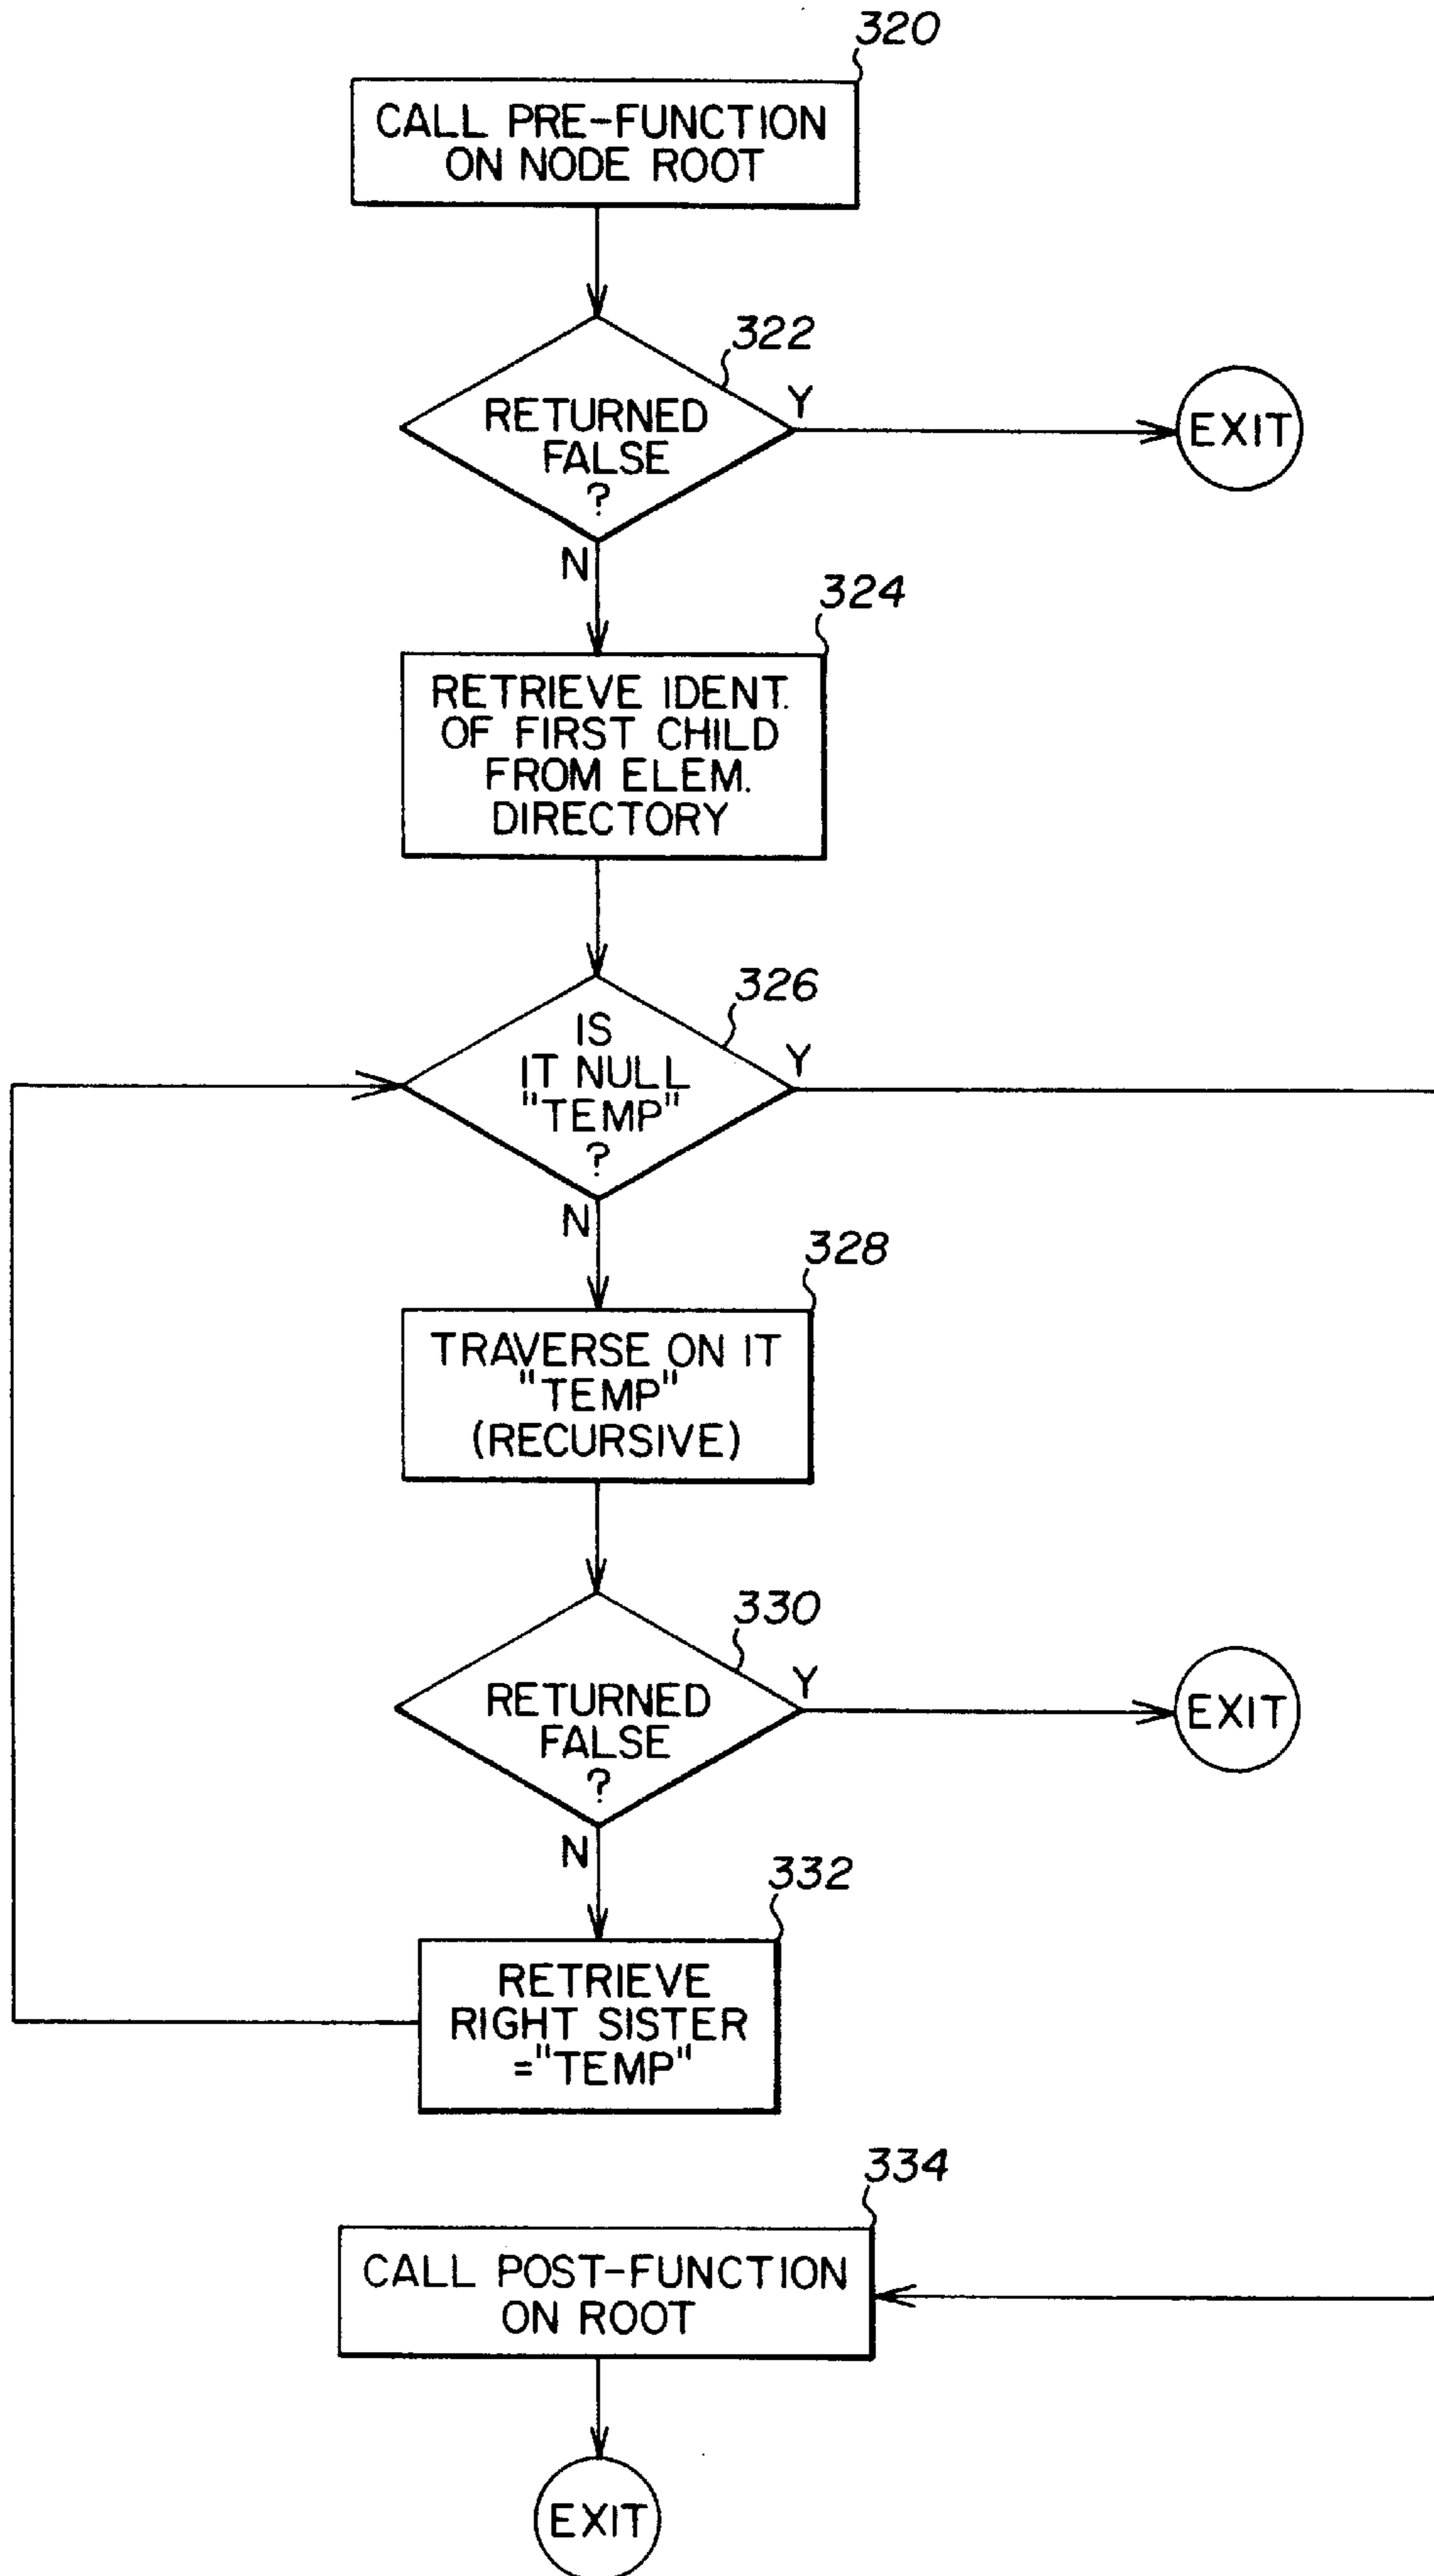 320
CALL PRE-FUNCTION
ON NODE ROOT
322
RETURNED
FALSE
?
Y
EXIT
N
324
RETRIEVE IDENT.
OF FIRST CHILD
FROM ELEM.
DIRECTORY
326
IS
IT NULL
"TEMP"
?
Y
N
328
TRAVERSE ON IT
"TEMP"
(RECURSIVE)
330
RETURNED
FALSE
?
Y
EXIT
N
332
RETRIEVE
RIGHT SISTER
="TEMP"
334
CALL POST-FUNCTION
ON ROOT
EXIT